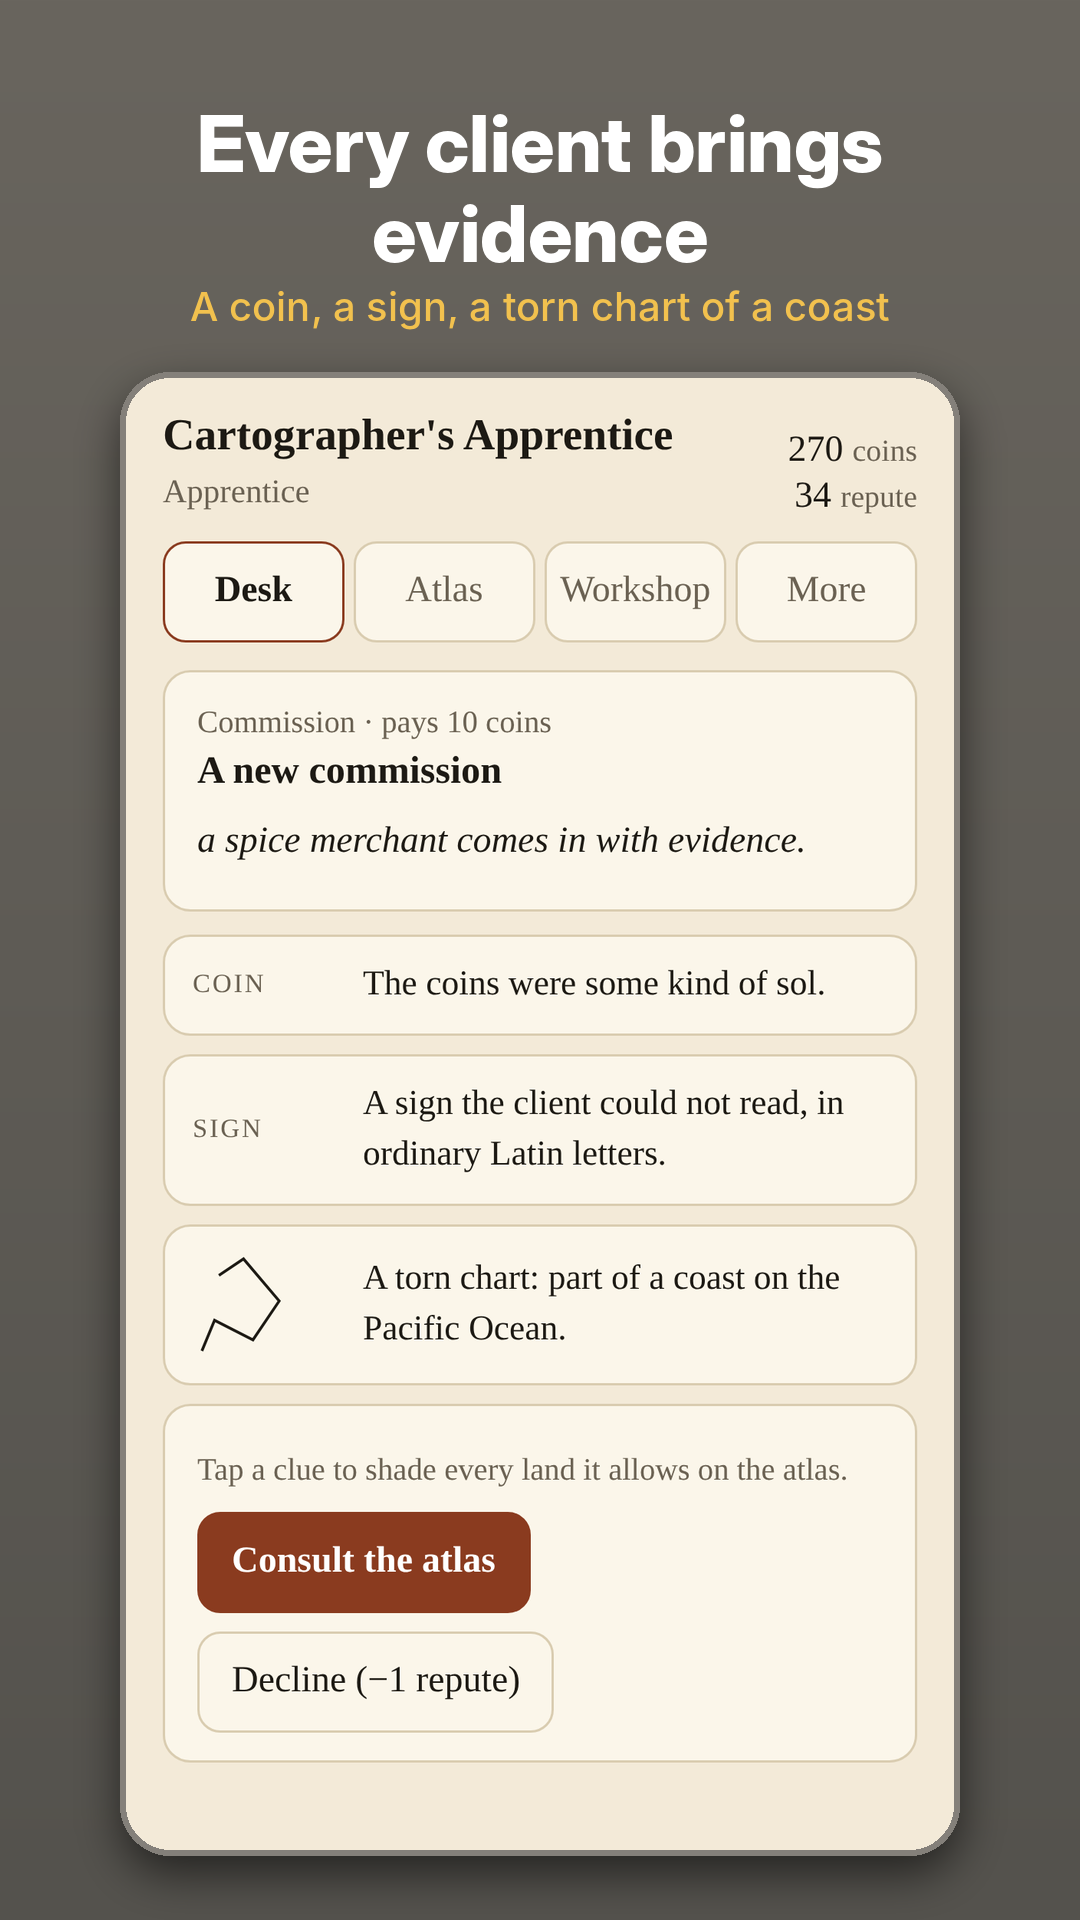 Every client brings
evidence
A coin, a sign, a torn chart of a coast
Cartographer's Apprentice
Apprentice
270 coins
34 repute
Desk
Atlas
Workshop
More
Commission · pays 10 coins
A new commission
a spice merchant comes in with evidence.
COIN
The coins were some kind of sol.
SIGN
A sign the client could not read, in
ordinary Latin letters.
A torn chart: part of a coast on the
Pacific Ocean.
Tap a clue to shade every land it allows on the atlas.
Consult the atlas
Decline (−1 repute)